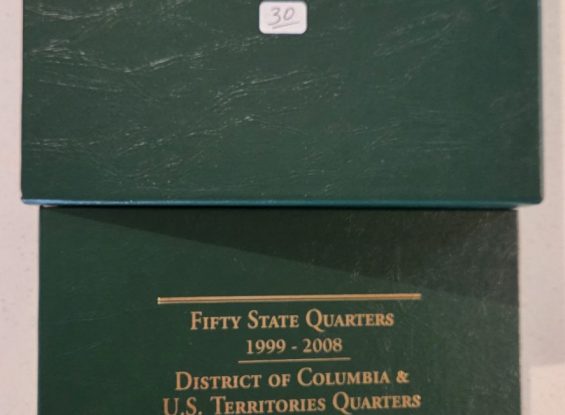 30
FIFTY STATE QUARTERS
1999 - 2008
DISTRICT OF COLUMBIA &
U.S. TERRITORIES QUARTERS